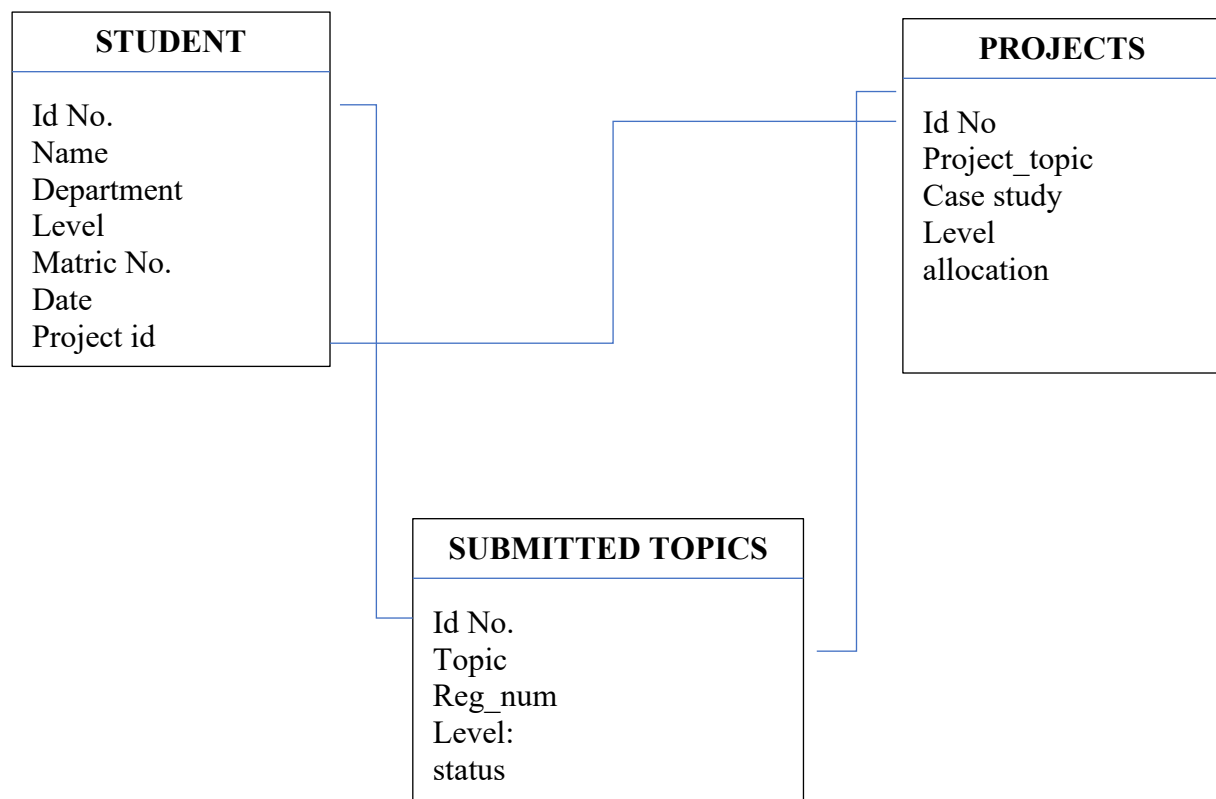 STUDENT
Id No.
Name
Department
Level
Matric No.
Date
Project id
PROJECTS
Id No
Project_topic
Case study
Level
allocation
SUBMITTED TOPICS
Id No.
Topic
Reg_num
Level:
status